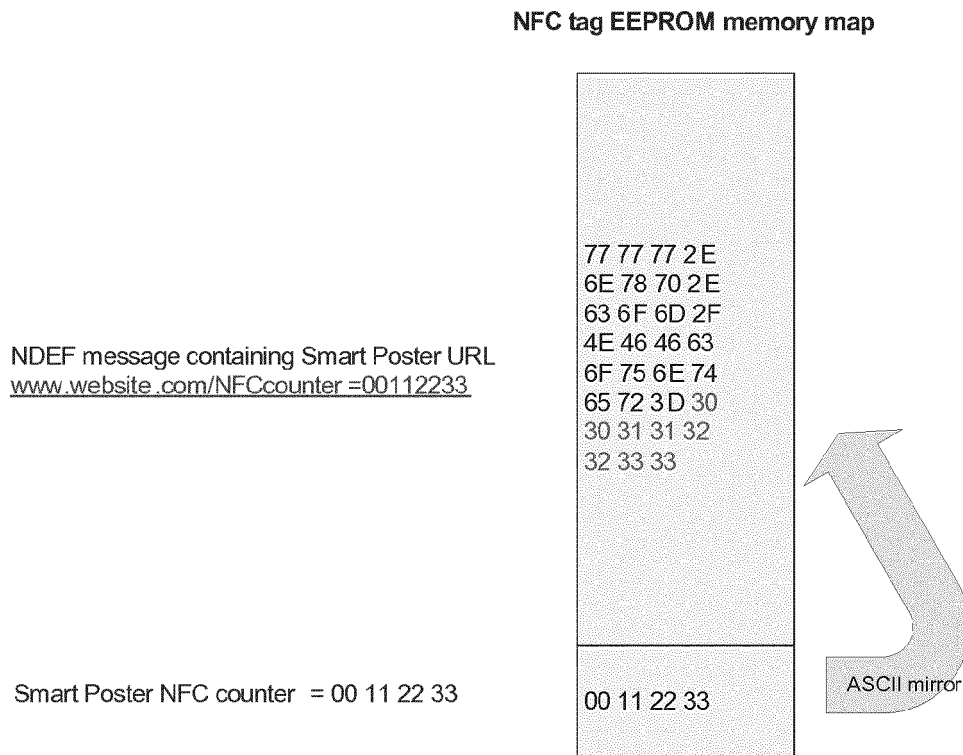 NFC tag EEPROM memory map
77 77 77 2E
6E 78 70 2E
63 6F 6D 2F
4E 46 46 63
6F 75 6E 74
65 72 3D 30
30 31 31 32
32 33 33
NDEF message containing Smart Poster URL
www.website.com/NFCcounter =00112233
Smart Poster NFC counter = 00 11 22 33
00 11 22 33
ASCII mirror